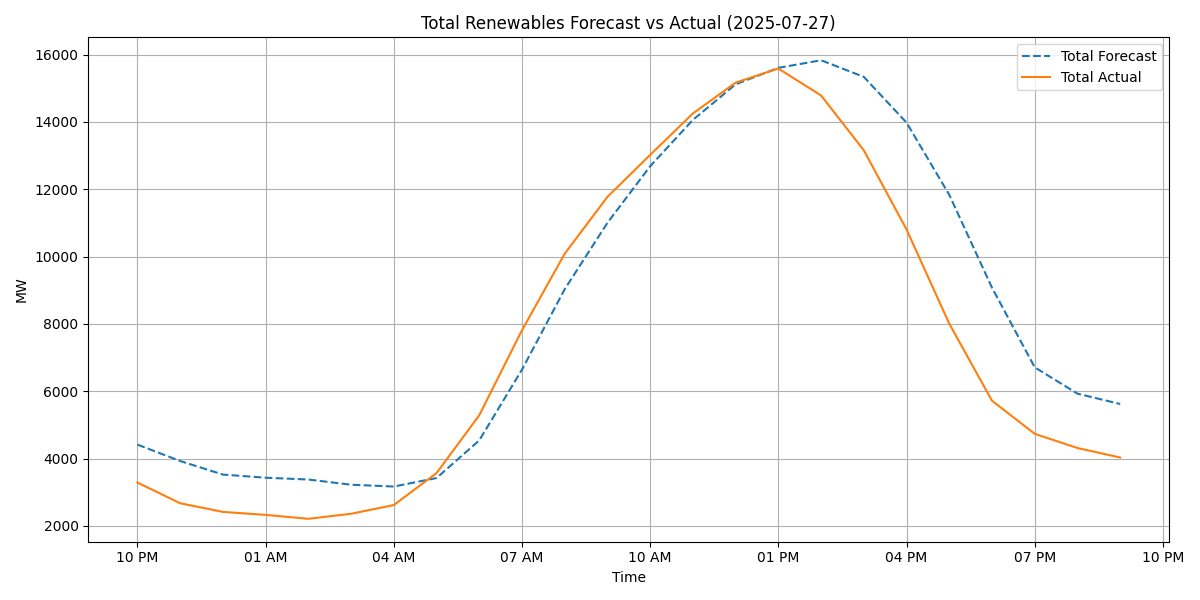 Total Renewables Forecast vs Actual (2025-07-27)
Total Forecast
Total Actual
16000
14000
12000
10000
8000
6000
4000
2000
MW
10 PM 01 AM 04 AM 07 AM 10 AM 01 PM 04 PM 07 PM 10 PM
Time